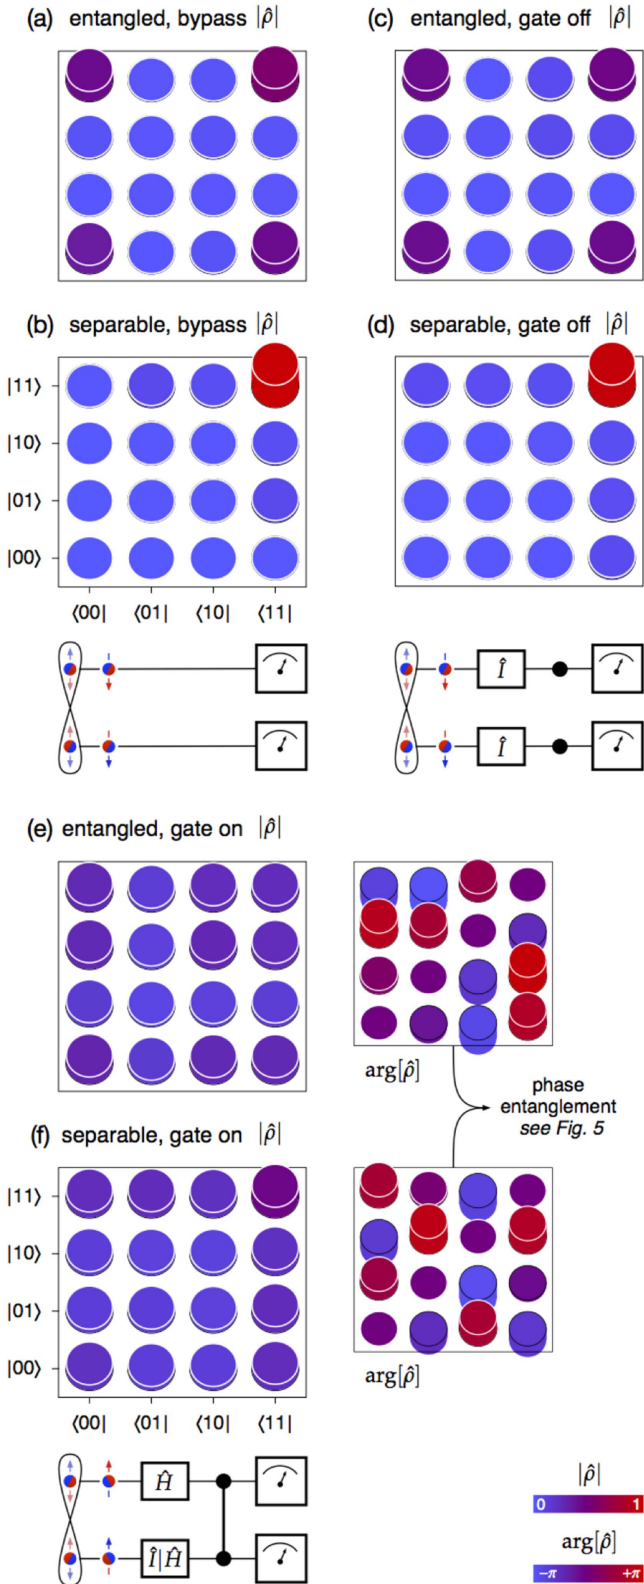 (a) entangled, bypass |ρ̂|
(c) entangled, gate off |ρ̂|
(b) separable, bypass |ρ̂|
(d) separable, gate off |ρ̂|
|11⟩
|10⟩
|01⟩
|00⟩
⟨00| ⟨01| ⟨10| ⟨11|
Î
Î
(e) entangled, gate on |ρ̂|
arg[ρ̂]
phase
entanglement
see Fig. 5
(f) separable, gate on |ρ̂|
|11⟩
|10⟩
|01⟩
|00⟩
arg[ρ̂]
⟨00| ⟨01| ⟨10| ⟨11|
Ĥ
Î|Ĥ
|ρ̂|
0 1
arg[ρ̂]
−π +π